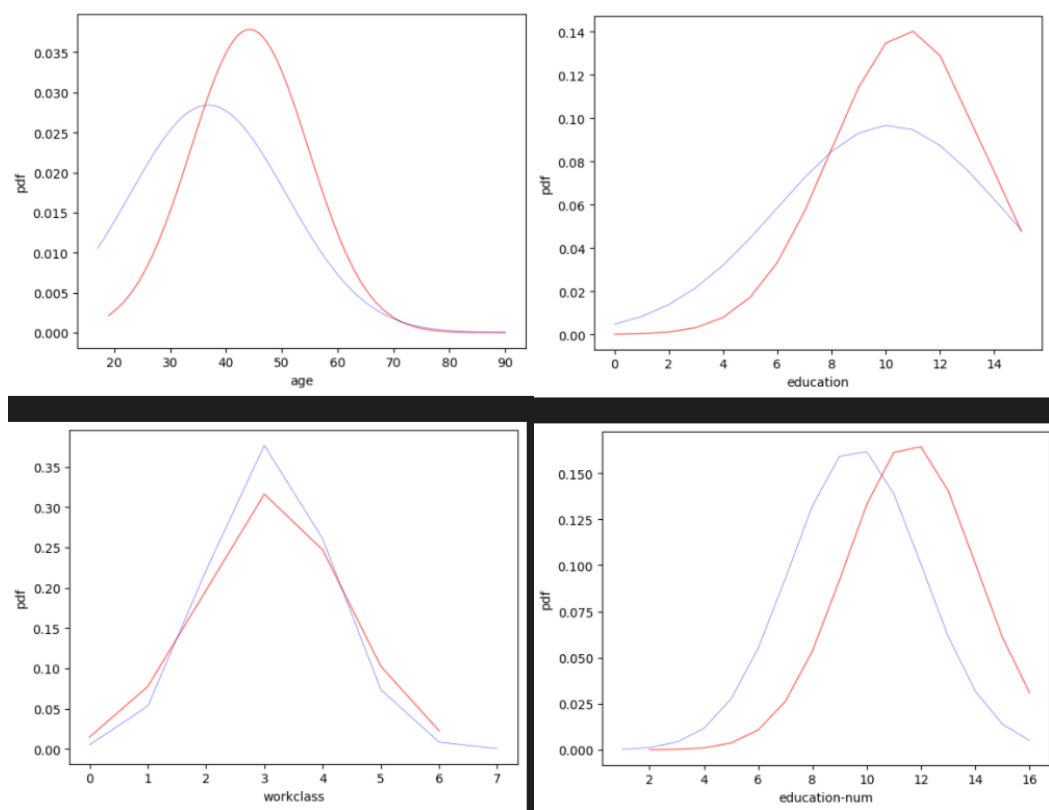 0.035
0.030
0.025
0.020
0.015
0.010
0.005
0.000
pdf
20 30 40 50 60 70 80 90
age
0.14
0.12
0.10
0.08
0.06
0.04
0.02
0.00
pdf
0 2 4 6 8 10 12 14
education
0.35
0.30
0.25
0.20
0.15
0.10
0.05
0.00
pdf
0 1 2 3 4 5 6 7
workclass
0.150
0.125
0.100
0.075
0.050
0.025
0.000
pdf
2 4 6 8 10 12 14 16
education-num